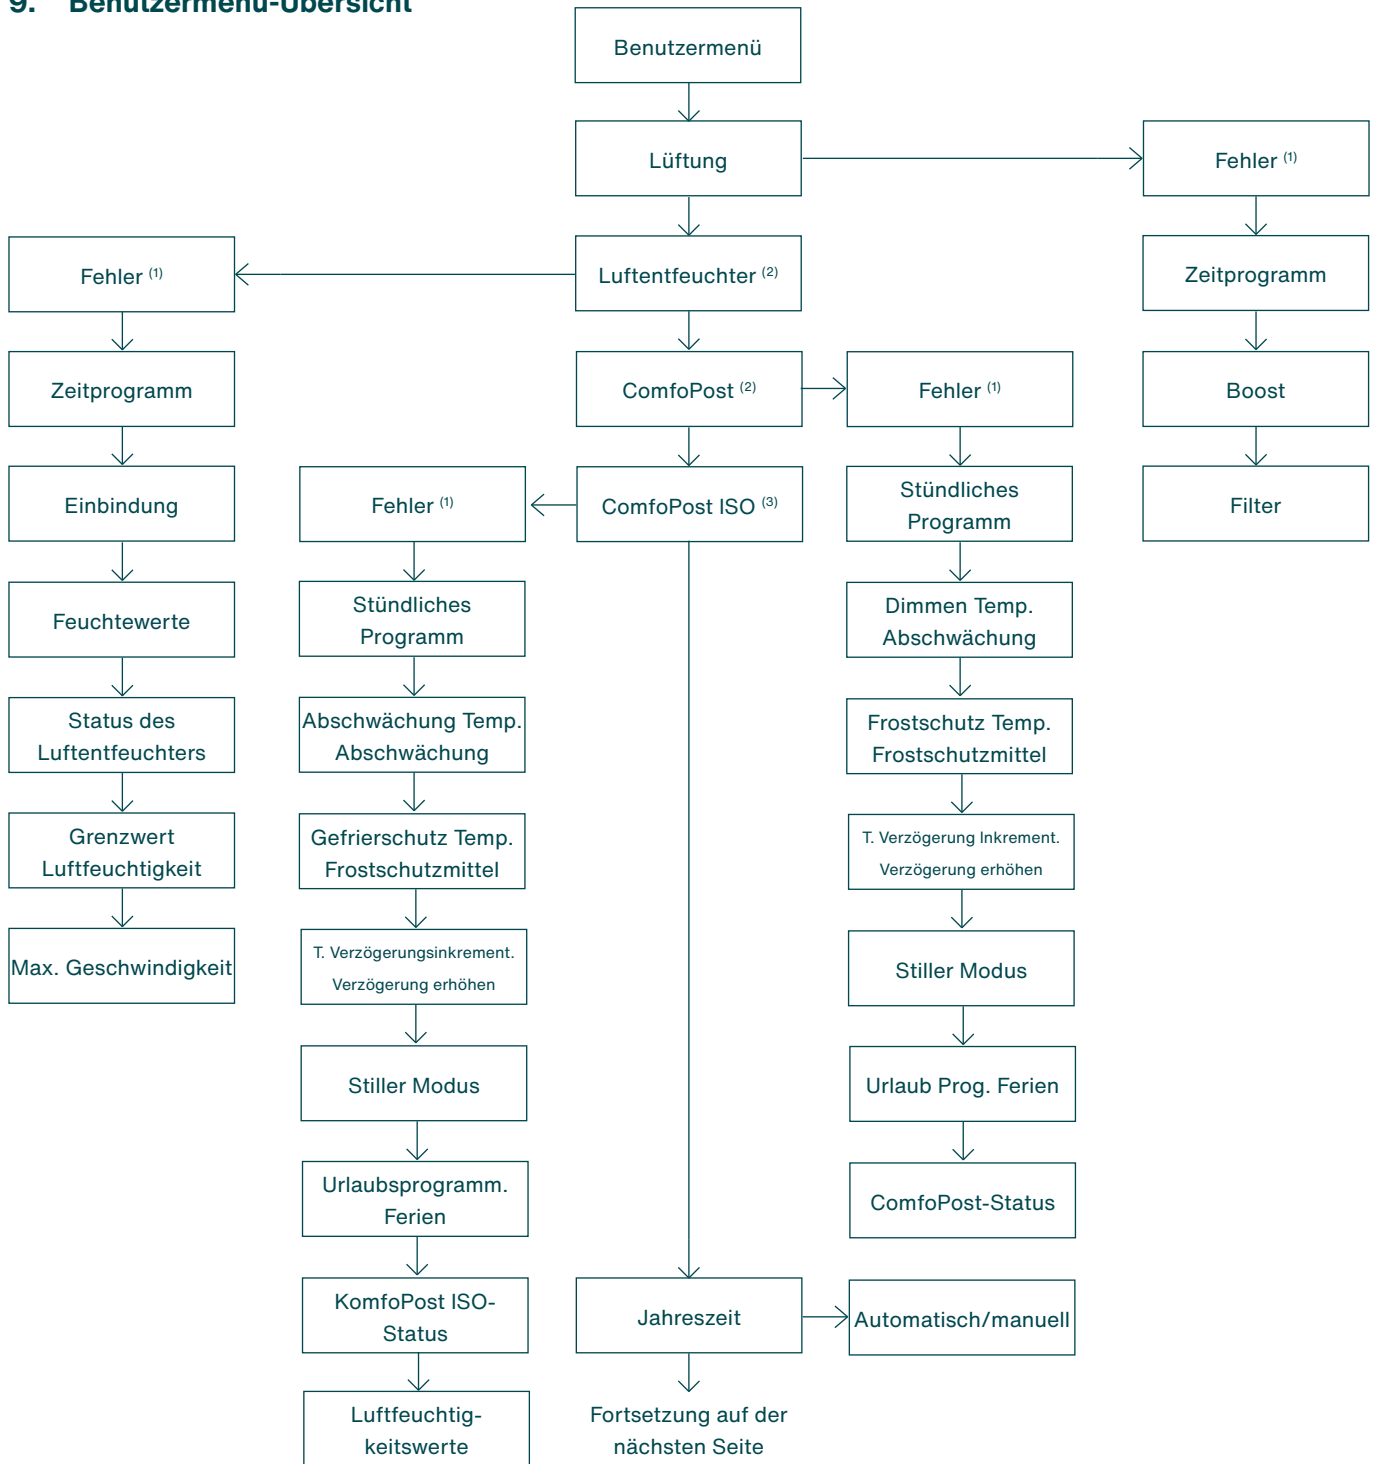 9. Benutzermenü-Übersicht
Benutzermenü
Lüftung
Fehler (1)
Fehler (1)
Luftentfeuchter (2)
Zeitprogramm
Zeitprogramm
ComfoPost (2)
Fehler (1)
Boost
Einbindung
Fehler (1)
ComfoPost ISO (3)
Stündliches
Programm
Filter
Feuchtewerte
Stündliches
Programm
Dimmen Temp.
Abschwächung
Status des
Luftentfeuchters
Abschwächung Temp.
Abschwächung
Frostschutz Temp.
Frostschutzmittel
Grenzwert
Luftfeuchtigkeit
Gefrierschutz Temp.
Frostschutzmittel
T. Verzögerung Inkrement.
Verzögerung erhöhen
Max. Geschwindigkeit
T. Verzögerungsinkrement.
Verzögerung erhöhen
Stiller Modus
Stiller Modus
Urlaub Prog. Ferien
Urlaubsprogramm.
Ferien
ComfoPost-Status
KomfoPost ISO-
Status
Jahreszeit
Automatisch/manuell
Luftfeuchtig-
keitswerte
Fortsetzung auf der
nächsten Seite